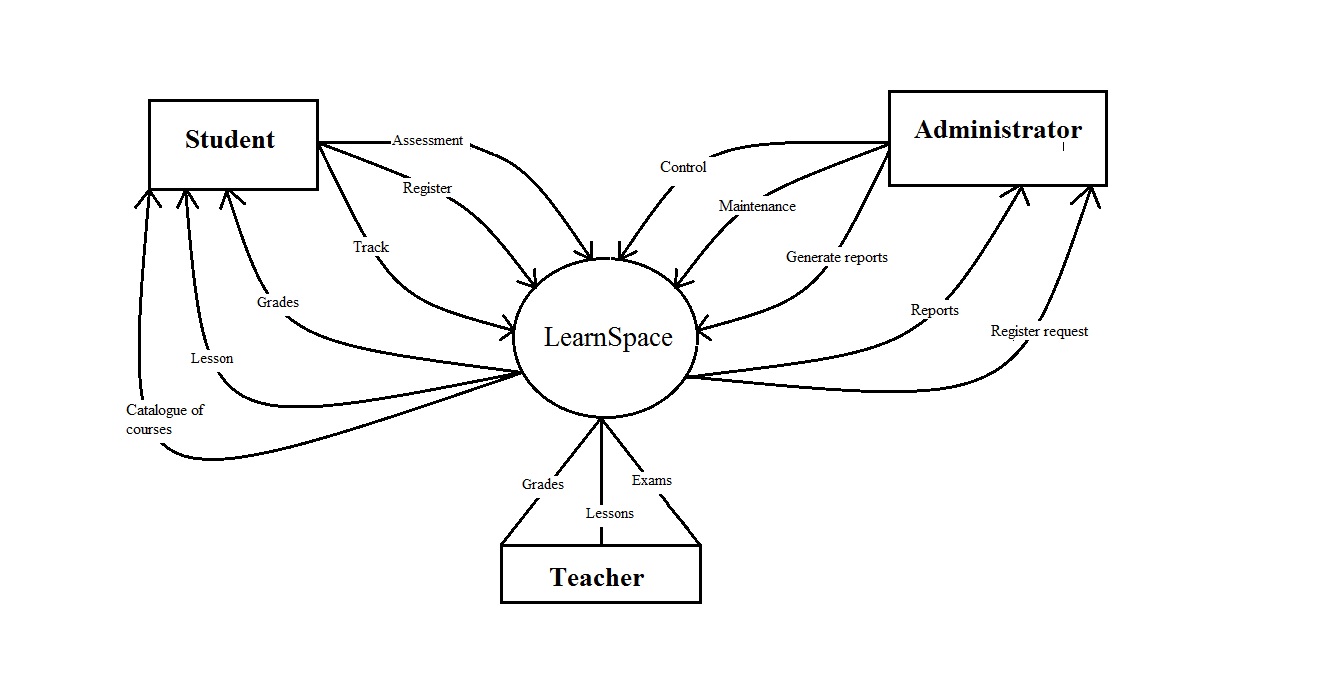 Student
Administrator
Assessment
Control
Register
Maintenance
Track
Generate reports
Grades
Reports
Register request
LearnSpace
Lesson
Catalogue of
courses
Grades
Exams
Lessons
Teacher